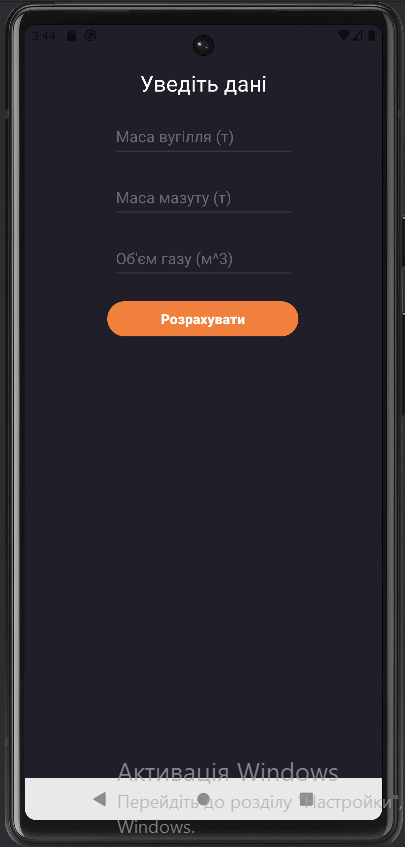 3:44
Уведіть дані
Маса вугілля (т)
Маса мазуту (т)
Об'єм газу (м^3)
Розрахувати
Активація Windows
Перейдіть до розділу "Настройки",
Windows.